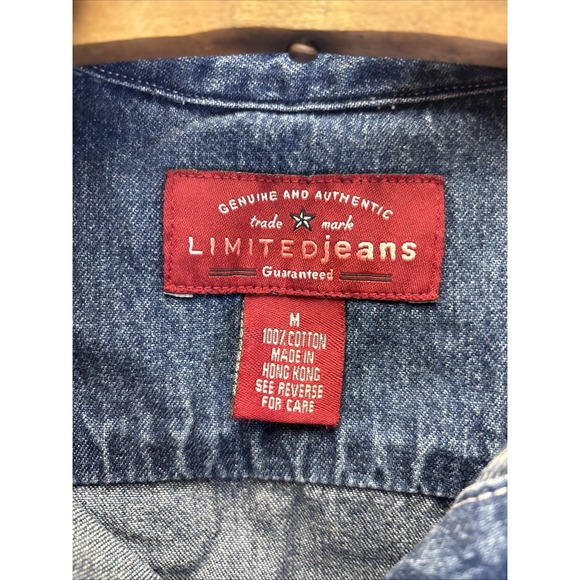 GENUINE AND AUTHENTIC
trade mark
LIMITEDjeans
Guaranteed
M
100% COTTON
MADE IN
HONG KONG
SEE REVERSE
FOR CARE